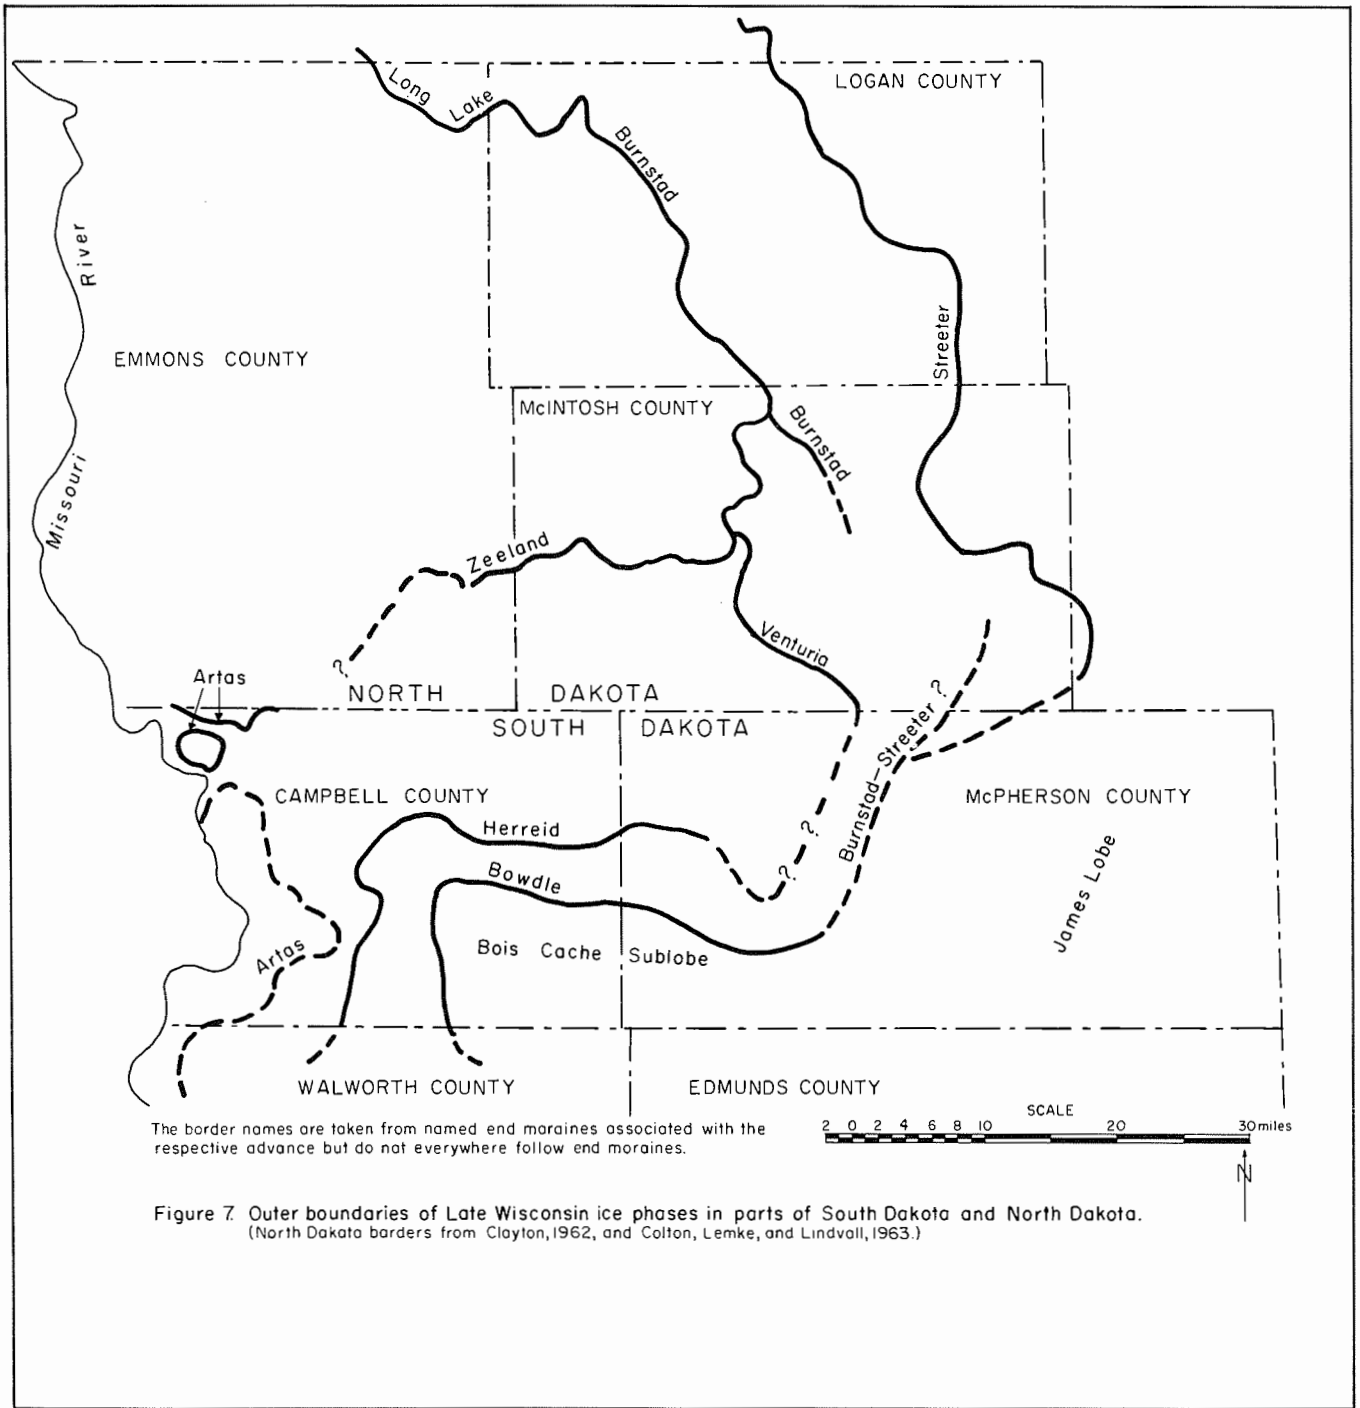 LOGAN COUNTY
Long Lake
Burnstad
River
Streeter
EMMONS COUNTY
McINTOSH COUNTY
Burnstad
Missouri
Zeeland
Venturia
?
Artas
NORTH DAKOTA
SOUTH DAKOTA
Burnstad-Streeter ?
CAMPBELL COUNTY
McPHERSON COUNTY
Herreid
?
?
Bowdle
James Lobe
Artas
Bois Cache Sublobe
WALWORTH COUNTY
EDMUNDS COUNTY
SCALE
2 0 2 4 6 8 10 20 30 miles
The border names are taken from named end moraines associated with the
respective advance but do not everywhere follow end moraines.
N
Figure 7. Outer boundaries of Late Wisconsin ice phases in parts of South Dakota and North Dakota.
(North Dakota borders from Clayton, 1962, and Colton, Lemke, and Lindvall, 1963.)